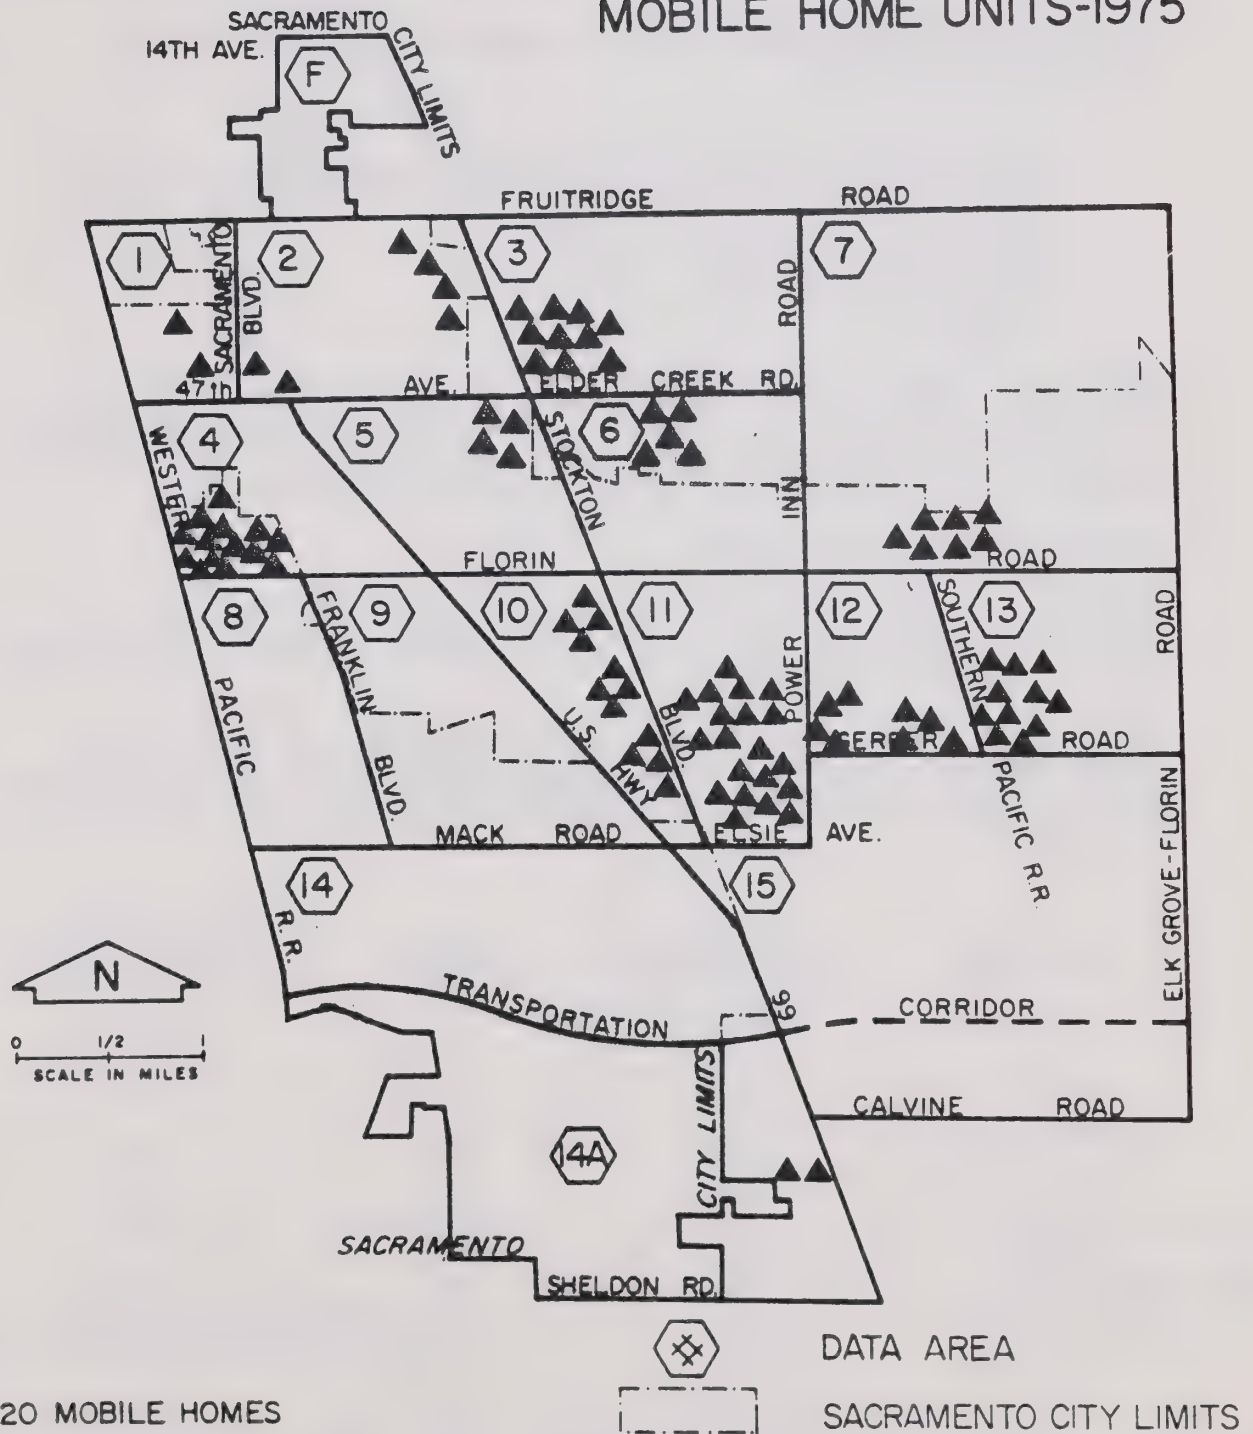 MOBILE HOME UNITS-1975
SACRAMENTO
14TH AVE.
CITY LIMITS
F
FRUITRIDGE ROAD
1
SACRAMENTO
BLVD.
2
3
ROAD
7
47th AVE.
ELDER CREEK RD.
WESTER
4
5
STOCKTON
6
INN
FLORIN ROAD
8
FRANKLIN
9
10
11
POWER
12
SOUTHERN
13
ROAD
PACIFIC
BLVD.
U.S.
HWY
BLVD.
GERBER ROAD
MACK ROAD
ELSIE AVE.
PACIFIC R.R.
ELK GROVE-FLORIN
14
15
R. R.
N
TRANSPORTATION
99
CORRIDOR
0 1/2 1
SCALE IN MILES
CITY LIMITS
CALVINE ROAD
14A
SACRAMENTO
SHELDON RD.
DATA AREA
20 MOBILE HOMES
SACRAMENTO CITY LIMITS